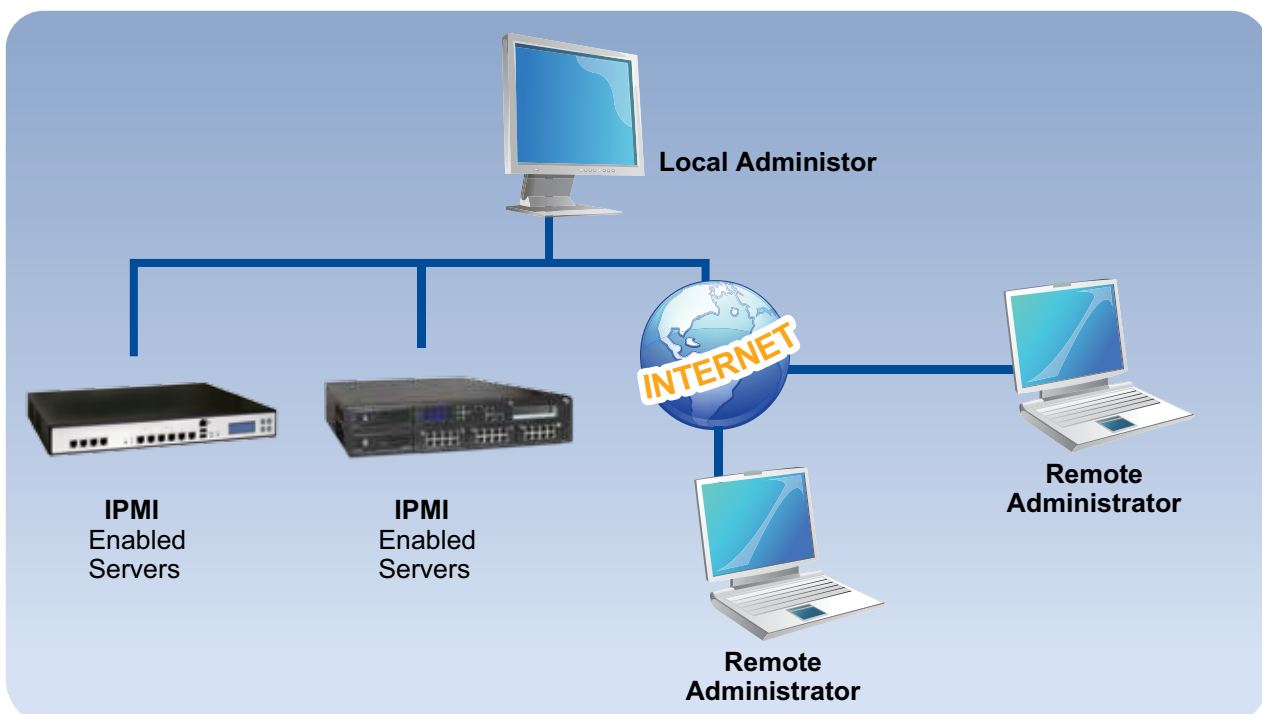 Local Administor
INTERNET
IPMI
Enabled
Servers
IPMI
Enabled
Servers
Remote
Administrator
Remote
Administrator